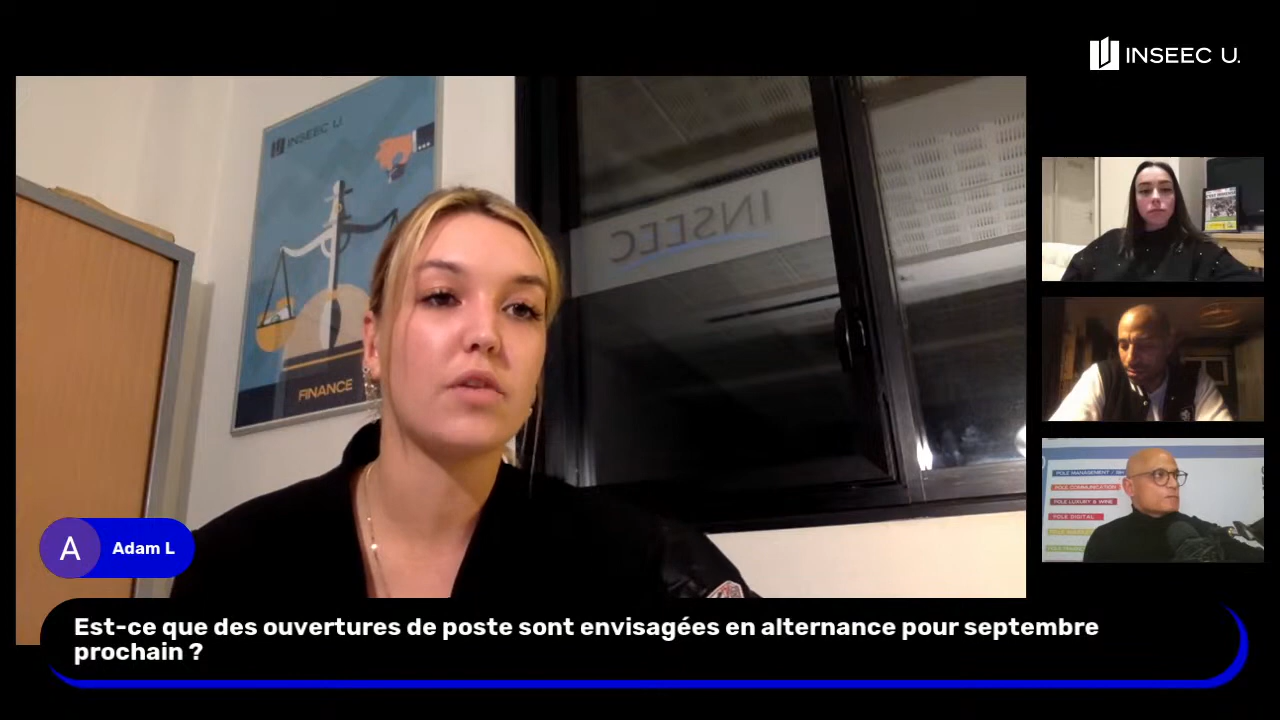 INSEEC U.
INSEEC U.
FINANCE
INSEEC
POLE MANAGEMENT / RH
POLE COMMUNICATION
POLE LUXURY & WINE
POLE DIGITAL
A
Adam L
Est-ce que des ouvertures de poste sont envisagées en alternance pour septembre
prochain ?